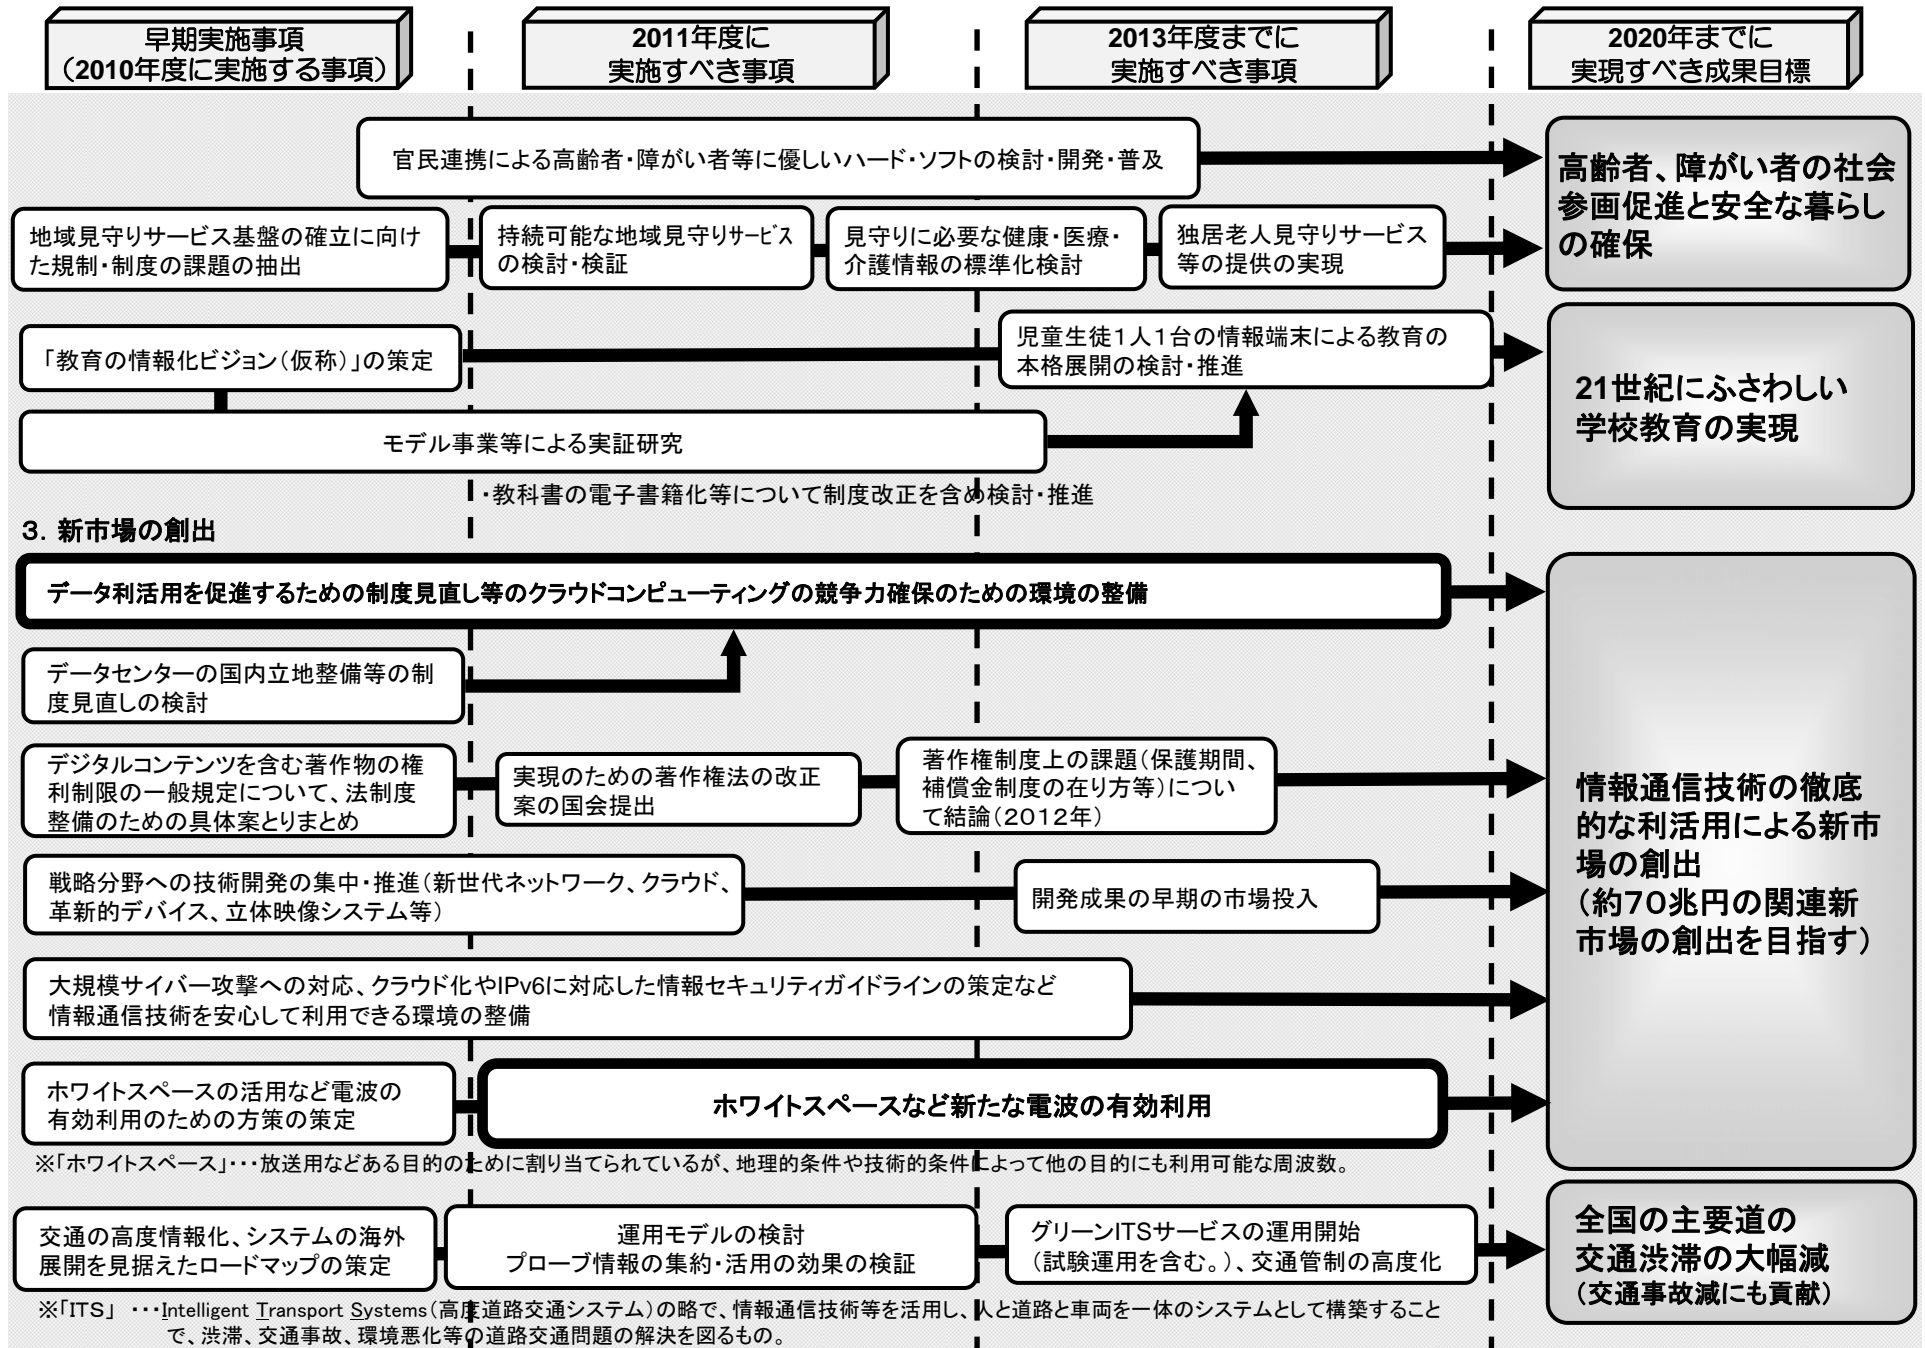 早期実施事項
（2010年度に実施する事項）
2011年度に
実施すべき事項
2013年度までに
実施すべき事項
2020年までに
実現すべき成果目標
官民連携による高齢者・障がい者等に優しいハード・ソフトの検討・開発・普及
高齢者、障がい者の社会
参画促進と安全な暮らし
の確保
地域見守りサービス基盤の確立に向け
た規制・制度の課題の抽出
持続可能な地域見守りサービス
の検討・検証
見守りに必要な健康・医療・
介護情報の標準化検討
独居老人見守りサービス
等の提供の実現
「教育の情報化ビジョン（仮称）」の策定
児童生徒１人１台の情報端末による教育の
本格展開の検討・推進
21世紀にふさわしい
学校教育の実現
モデル事業等による実証研究
・教科書の電子書籍化等について制度改正を含め検討・推進
３．新市場の創出
データ利活用を促進するための制度見直し等のクラウドコンピューティングの競争力確保のための環境の整備
データセンターの国内立地整備等の制
度見直しの検討
デジタルコンテンツを含む著作物の権
利制限の一般規定について、法制度
整備のための具体案とりまとめ
実現のための著作権法の改正
案の国会提出
著作権制度上の課題（保護期間、
補償金制度の在り方等）につい
て結論（２０１２年）
情報通信技術の徹底
的な利活用による新市
場の創出
（約７０兆円の関連新
市場の創出を目指す）
戦略分野への技術開発の集中・推進（新世代ネットワーク、クラウド、
革新的デバイス、立体映像システム等）
開発成果の早期の市場投入
大規模サイバー攻撃への対応、クラウド化やIPv6に対応した情報セキュリティガイドラインの策定など
情報通信技術を安心して利用できる環境の整備
ホワイトスペースの活用など電波の
有効利用のための方策の策定
ホワイトスペースなど新たな電波の有効利用
※「ホワイトスペース」・・・放送用などある目的のために割り当てられているが、地理的条件や技術的条件によって他の目的にも利用可能な周波数。
交通の高度情報化、システムの海外
展開を見据えたロードマップの策定
運用モデルの検討
プローブ情報の集約・活用の効果の検証
グリーンITSサービスの運用開始
（試験運用を含む。）、交通管制の高度化
全国の主要道の
交通渋滞の大幅減
（交通事故減にも貢献）
※「ITS」 ・・・Intelligent Transport Systems（高度道路交通システム）の略で、情報通信技術等を活用し、人と道路と車両を一体のシステムとして構築すること
で、渋滞、交通事故、環境悪化等の道路交通問題の解決を図るもの。